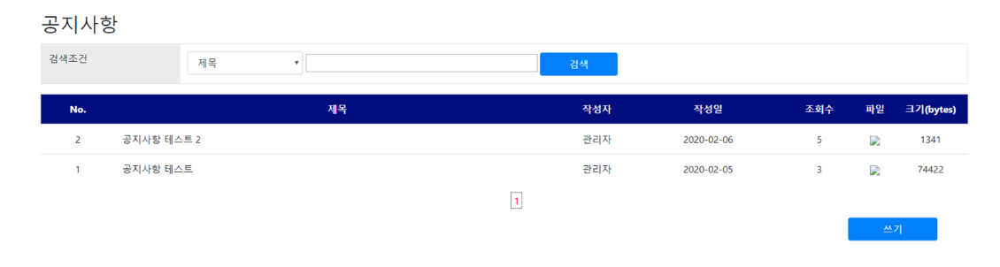 공지사항
검색조건 제목 검색
No. 제목 작성자 작성일 조회수 파일 크기(bytes)
2 공지사항 테스트 2 관리자 2020-02-06 5 1341
1 공지사항 테스트 관리자 2020-02-05 3 74422
1
쓰기